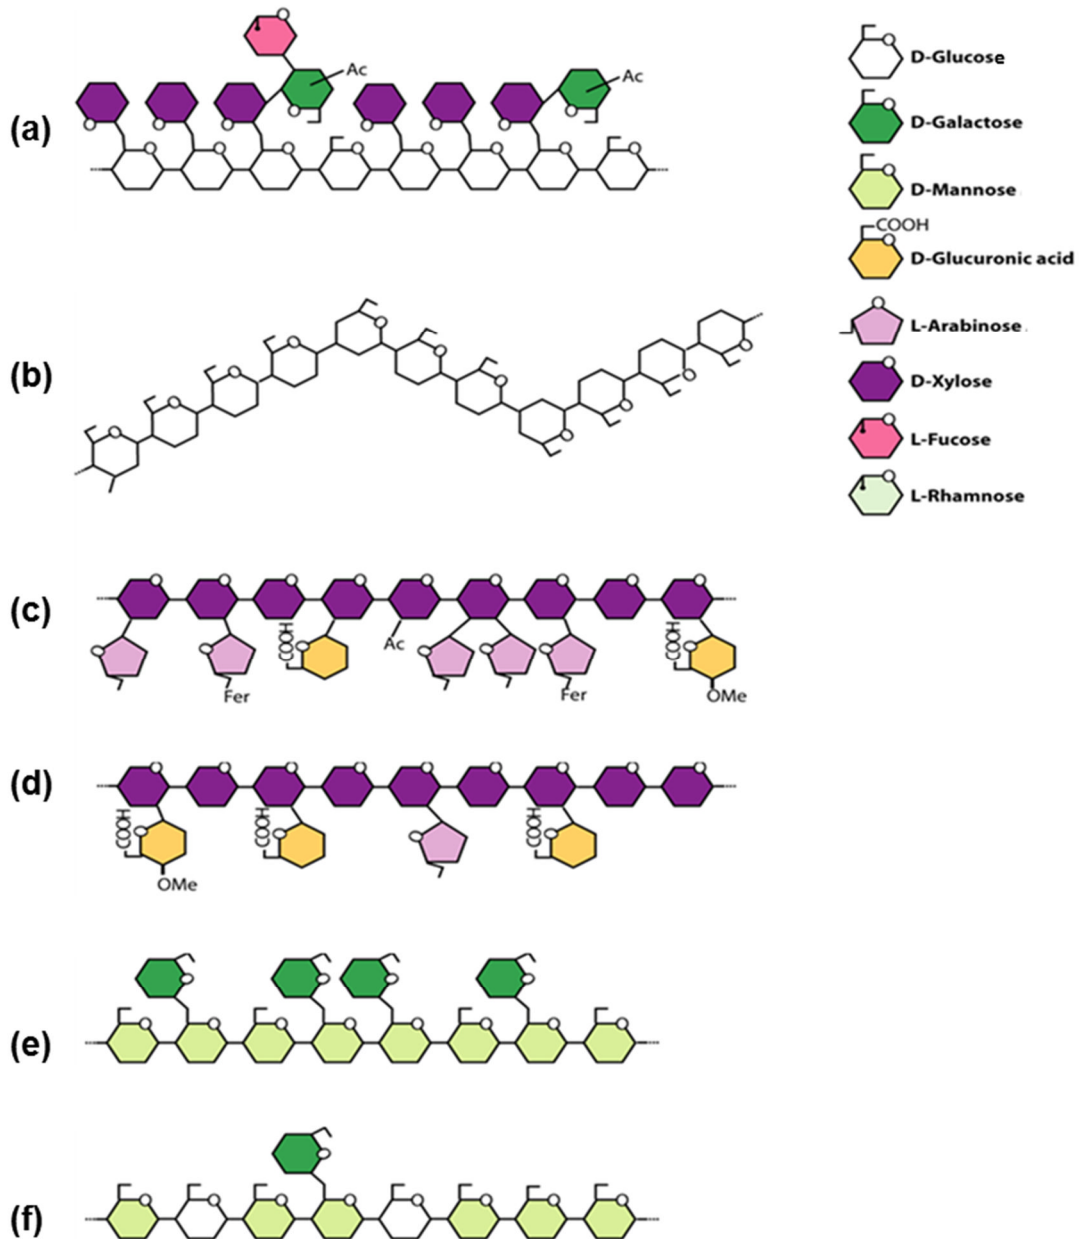 (a)
Ac
Ac
(b)
(c)
COOH
Ac
COOH
Fer
Fer
OMe
(d)
COOH
COOH
COOH
OMe
(e)
(f)
D-Glucose
D-Galactose
D-Mannose
COOH
D-Glucuronic acid
L-Arabinose
D-Xylose
L-Fucose
L-Rhamnose